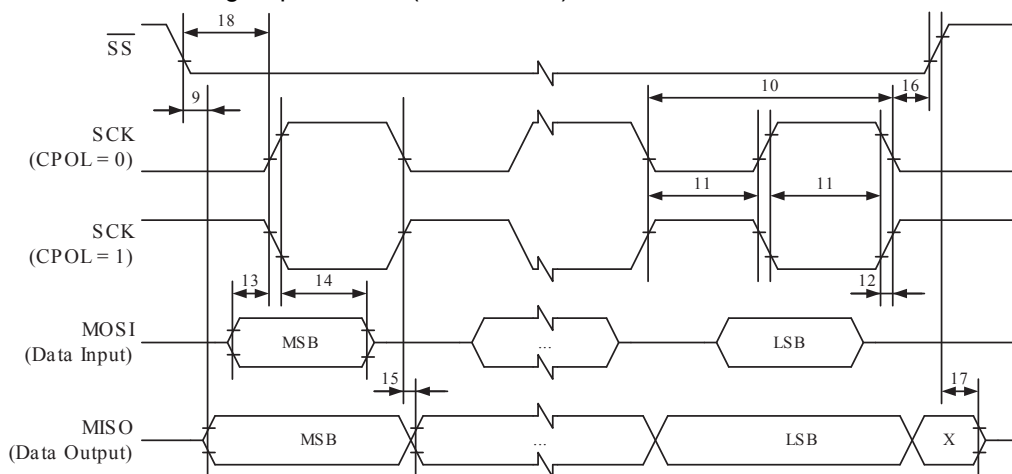 18
SS
9
10
16
SCK
(CPOL = 0)
11
11
SCK
(CPOL = 1)
12
13
14
MOSI
(Data Input)
MSB
...
LSB
15
17
MISO
(Data Output)
MSB
...
LSB
X